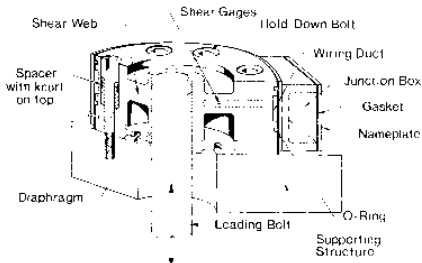 Shear Web
Shear Gages
Hold Down Bolt
Wiring Duct
Spacer
with knurl
on top
Junction Box
Gasket
Nameplate
Diaphragm
O-Ring
Loading Bolt
Supporting
Structure